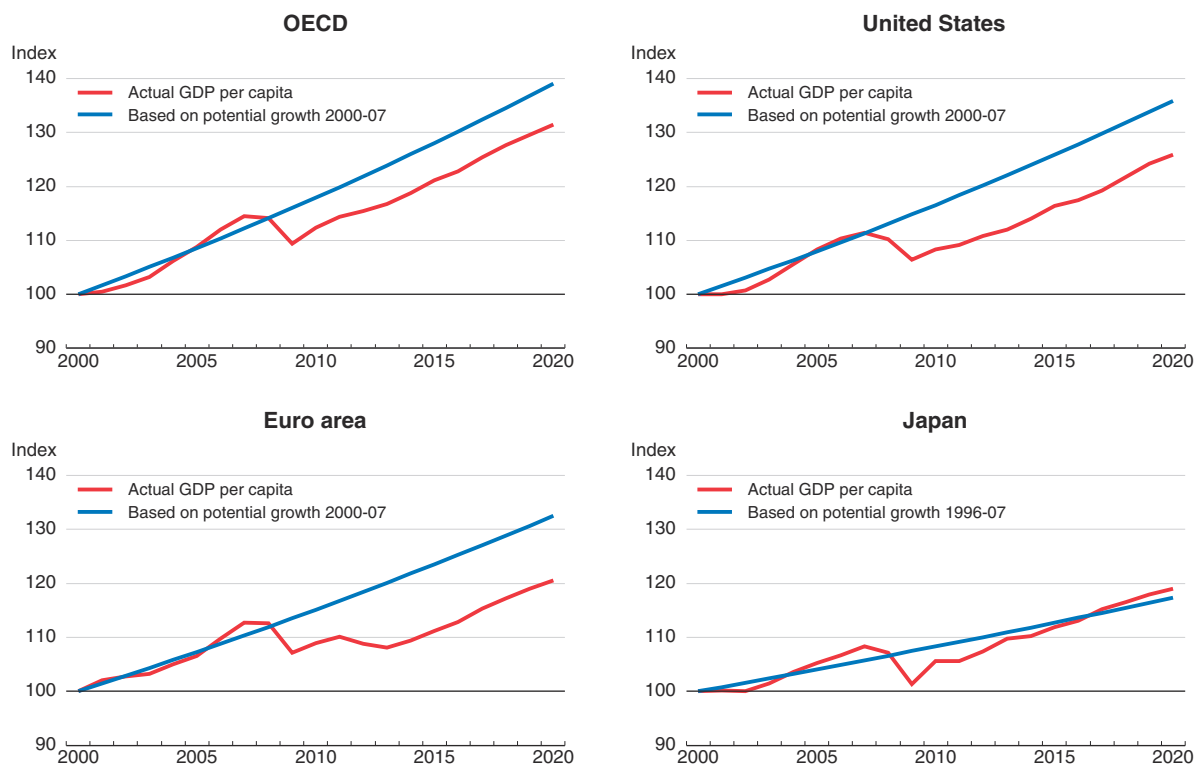 OECD
Index
140
130
120
110
100
90
Actual GDP per capita
Based on potential growth 2000-07
2000 2005 2010 2015 2020
United States
Index
140
130
120
110
100
90
Actual GDP per capita
Based on potential growth 2000-07
2000 2005 2010 2015 2020
Euro area
Index
140
130
120
110
100
90
Actual GDP per capita
Based on potential growth 2000-07
2000 2005 2010 2015 2020
Japan
Index
140
130
120
110
100
90
Actual GDP per capita
Based on potential growth 1996-07
2000 2005 2010 2015 2020